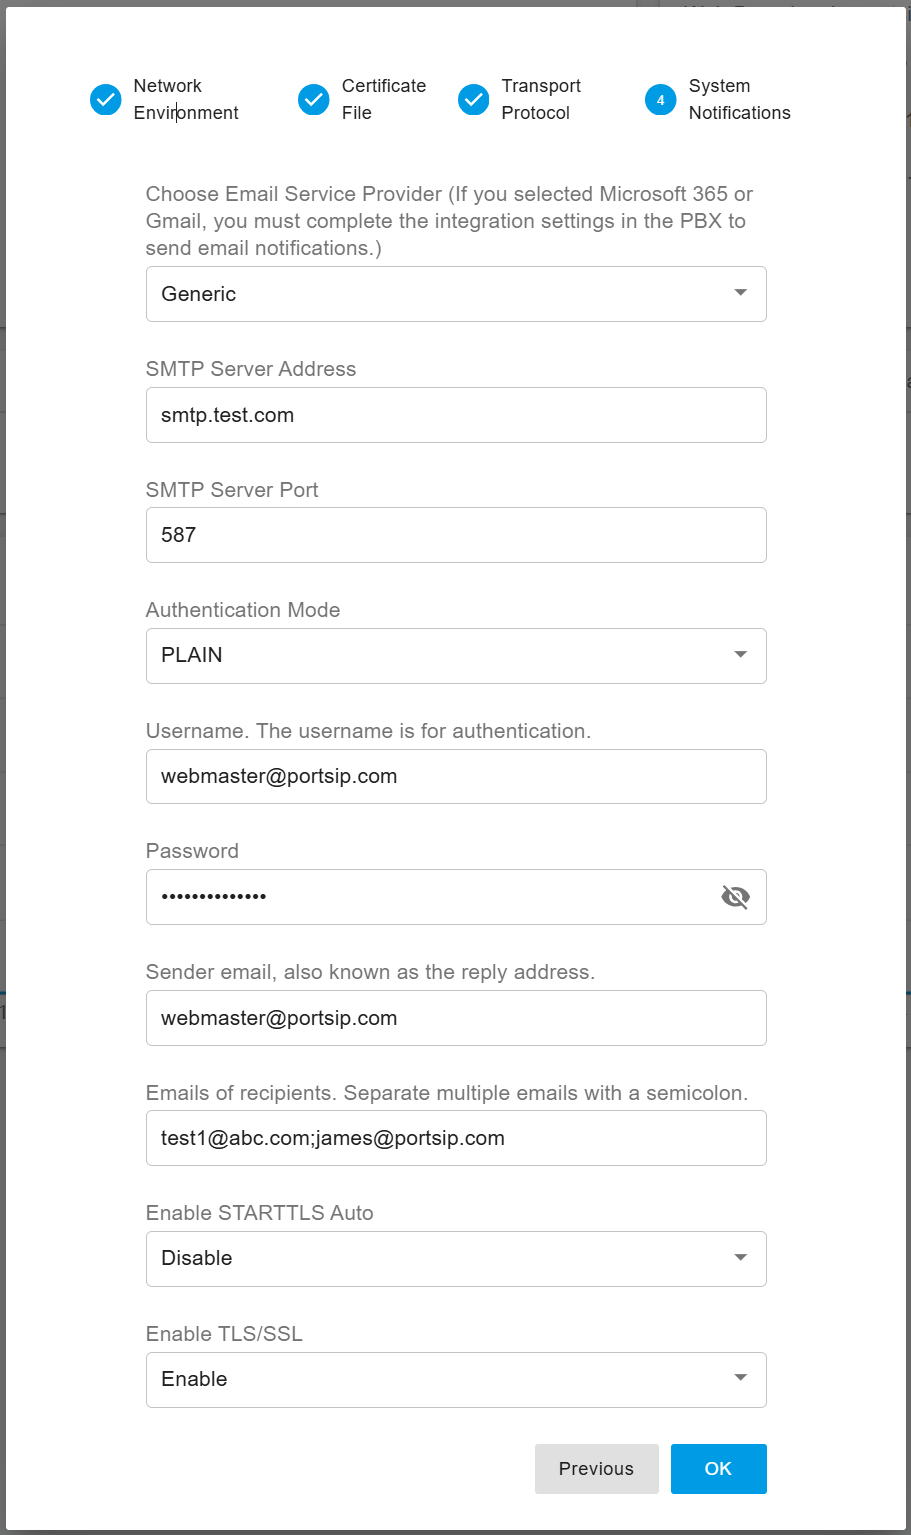 Network
Environment
Certificate
File
Transport
Protocol
4
System
Notifications
Choose Email Service Provider (If you selected Microsoft 365 or
Gmail, you must complete the integration settings in the PBX to
send email notifications.)
Generic
SMTP Server Address
smtp.test.com
SMTP Server Port
587
Authentication Mode
PLAIN
Username. The username is for authentication.
webmaster@portsip.com
Password
••••••••••••••
Sender email, also known as the reply address.
webmaster@portsip.com
Emails of recipients. Separate multiple emails with a semicolon.
test1@abc.com;james@portsip.com
Enable STARTTLS Auto
Disable
Enable TLS/SSL
Enable
Previous
OK